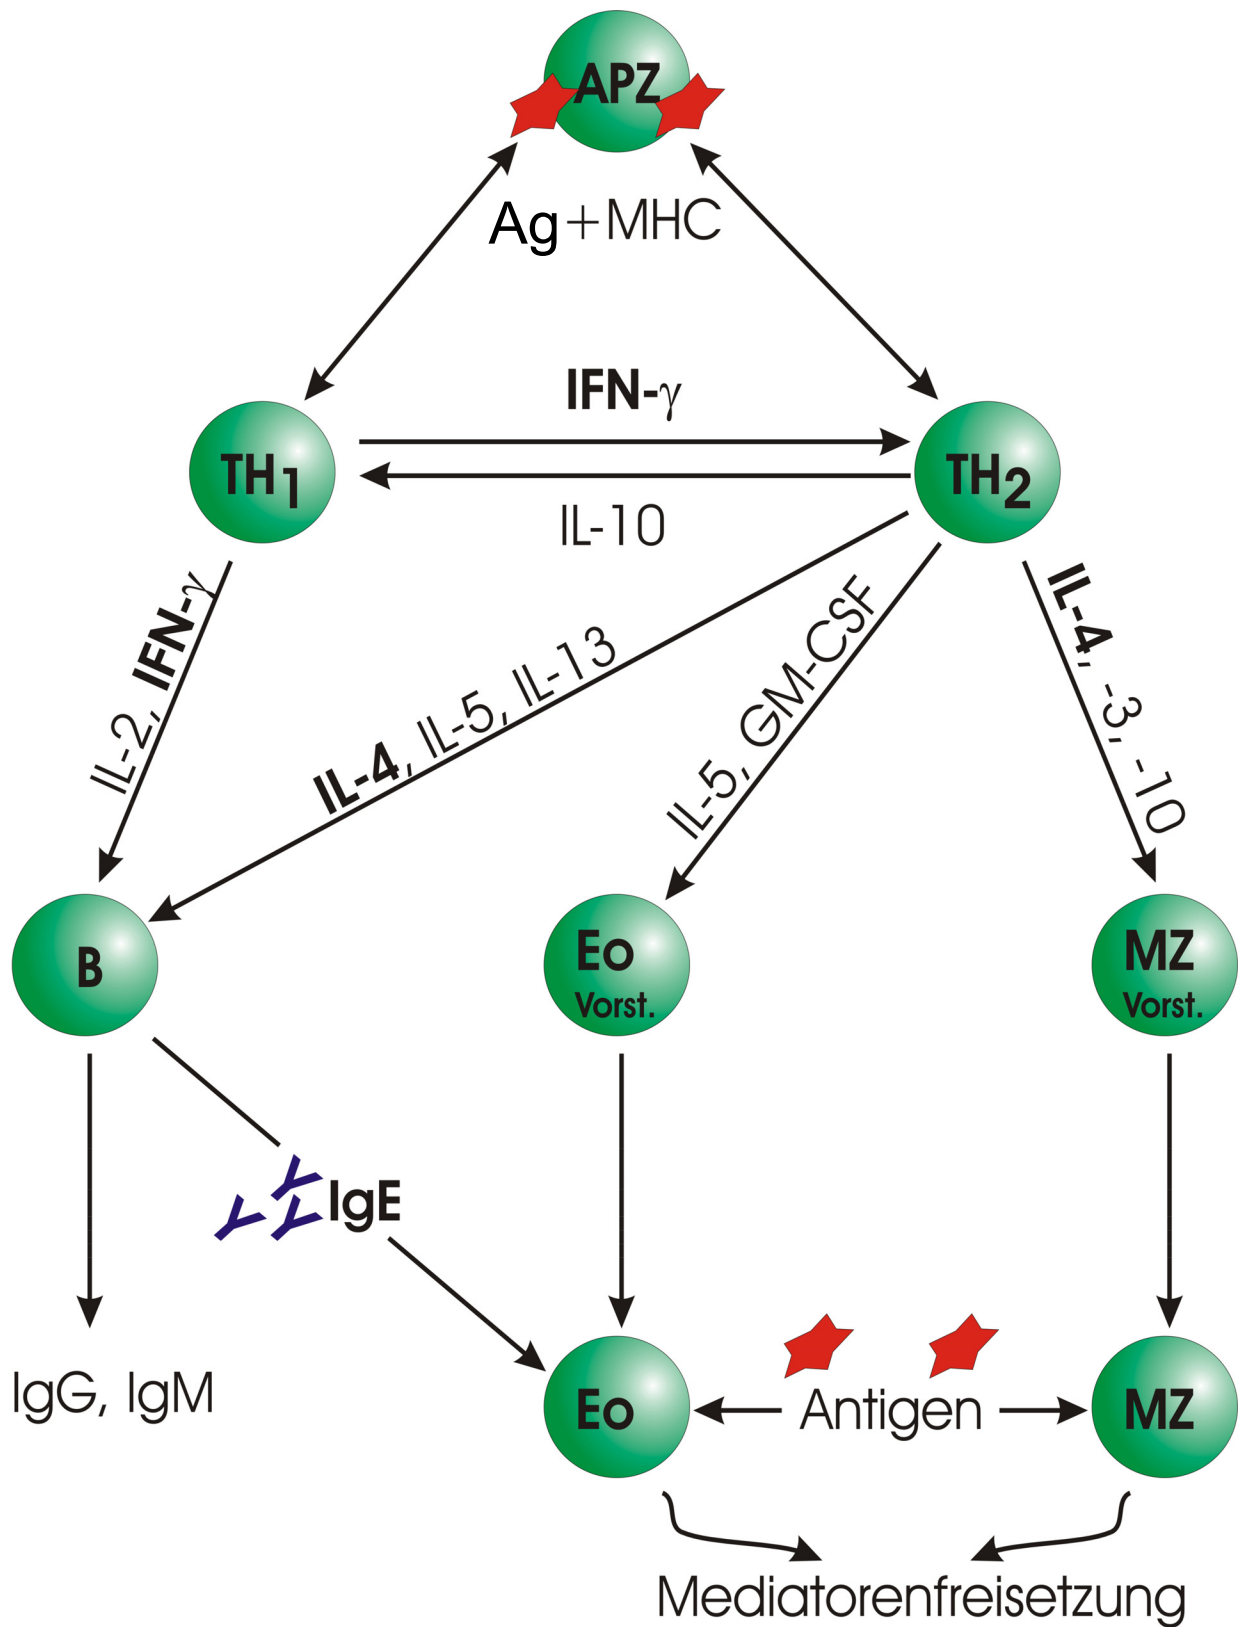 APZ
Ag+MHC
IFN-γ
TH1
TH2
IL-10
IL-2, IFN-γ
IL-4, IL-5, IL-13
IL-5, GM-CSF
IL-4, -3, -10
B
Eo
Vorst.
MZ
Vorst.
IgE
IgG, IgM
Eo
Antigen
MZ
Mediatorenfreisetzung